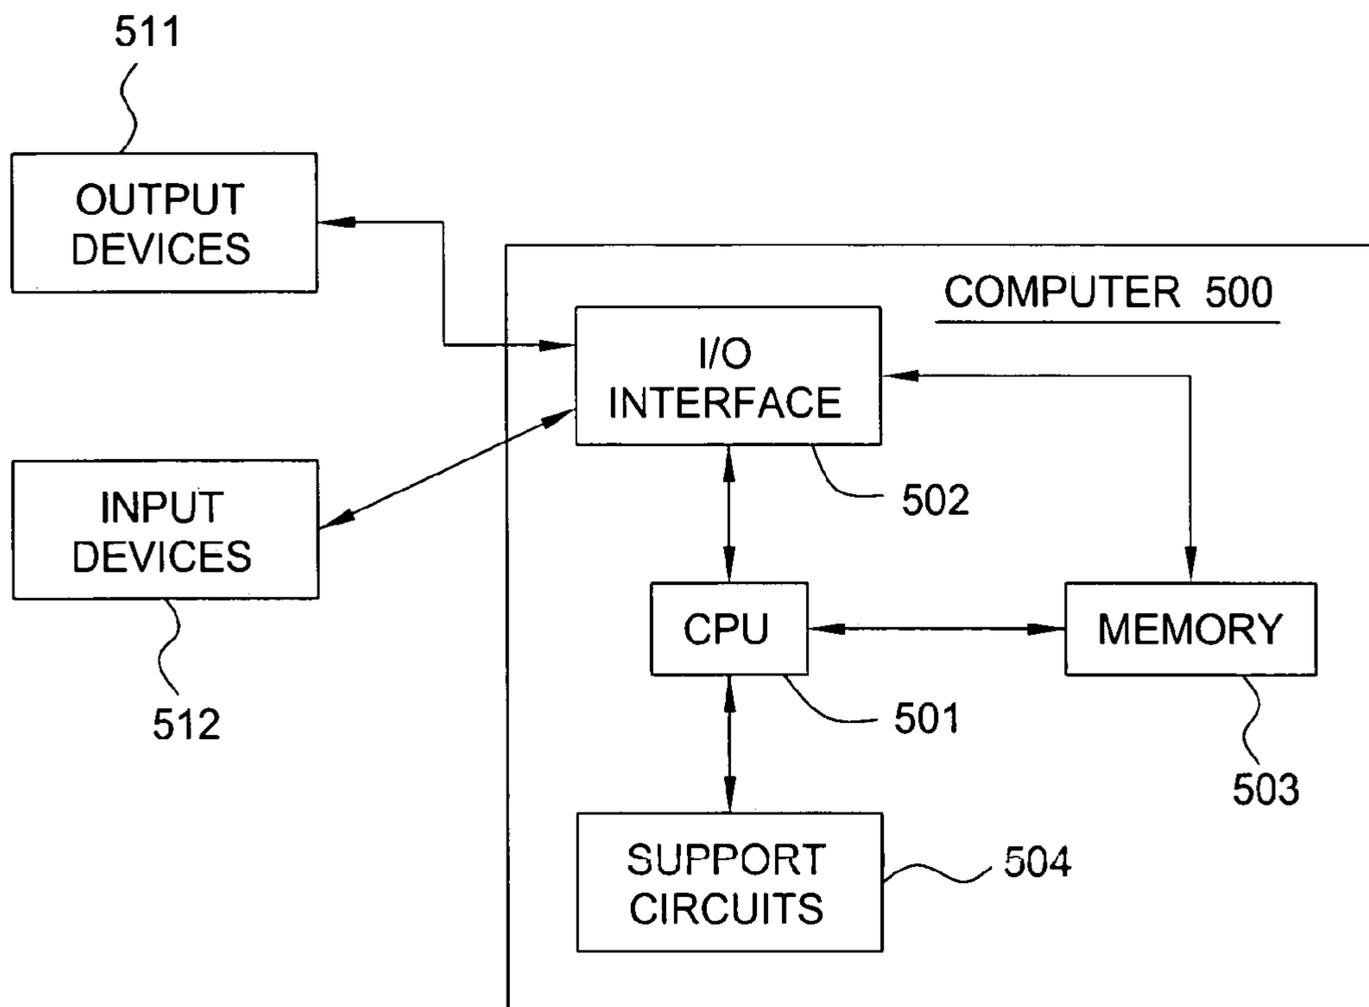 511
OUTPUT
DEVICES
COMPUTER 500
I/O
INTERFACE
502
INPUT
DEVICES
512
CPU
501
MEMORY
503
SUPPORT
CIRCUITS
504